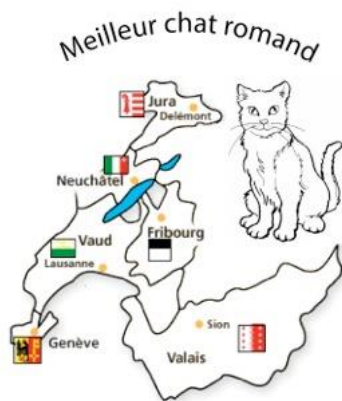 Meilleur chat romand
Jura
Delémont
Neuchâtel
Fribourg
Vaud
Lausanne
Sion
Genève
Valais